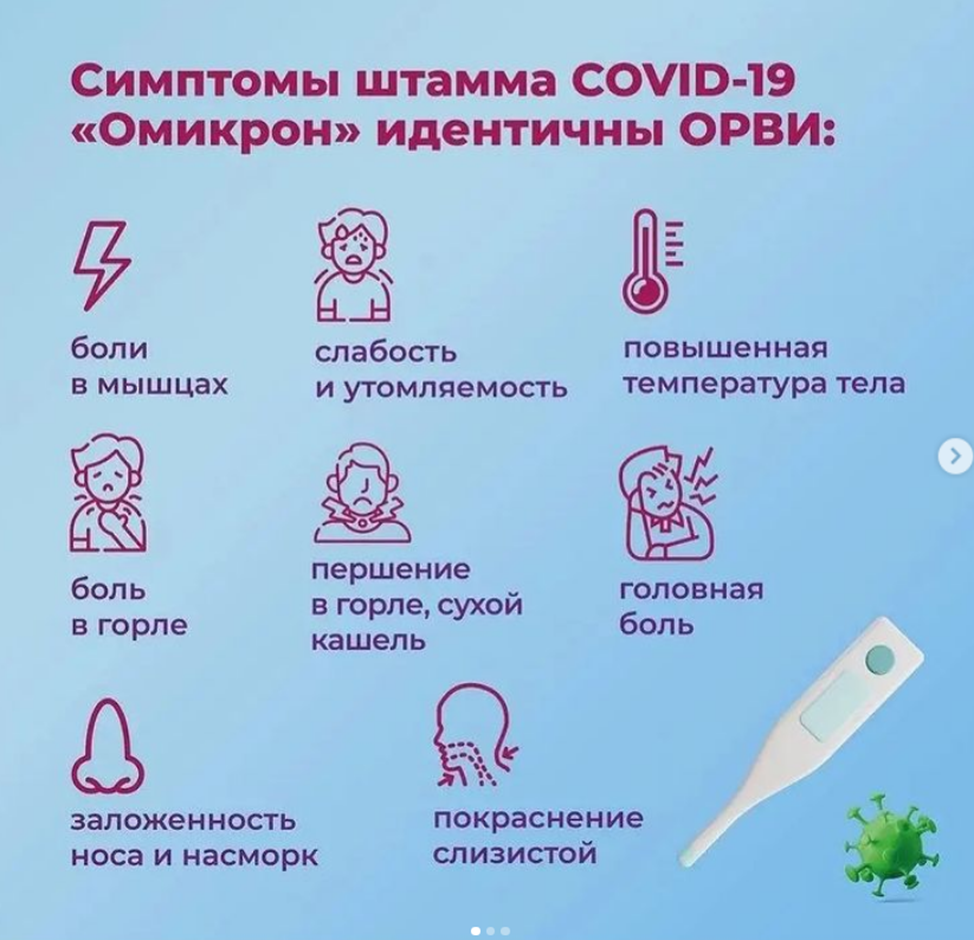 Симптомы штамма COVID-19
«Омикрон» идентичны ОРВИ:
боли
в мышцах
слабость
и утомляемость
повышенная
температура тела
боль
в горле
першение
в горле, сухой
кашель
головная
боль
заложенность
носа и насморк
покраснение
слизистой